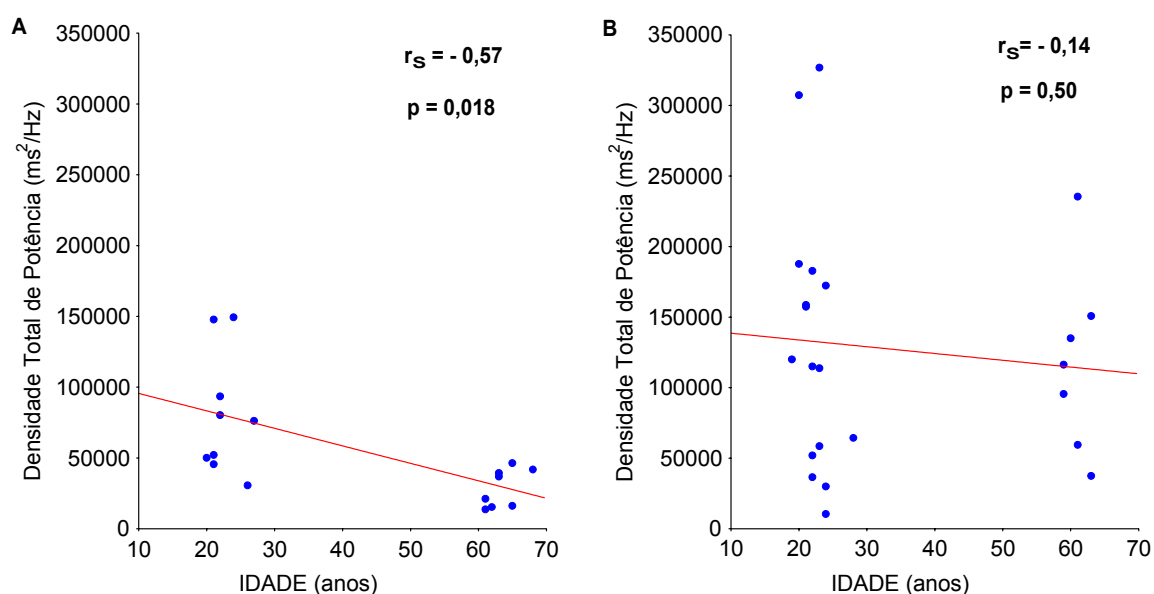 A
350000
300000
250000
200000
150000
100000
50000
0
10 20 30 40 50 60 70
Densidade Total de Potência (ms²/Hz)
IDADE (anos)
rS = - 0,57
p = 0,018
B
350000
300000
250000
200000
150000
100000
50000
0
10 20 30 40 50 60 70
Densidade Total de Potência (ms²/Hz)
IDADE (anos)
rS= - 0,14
p = 0,50